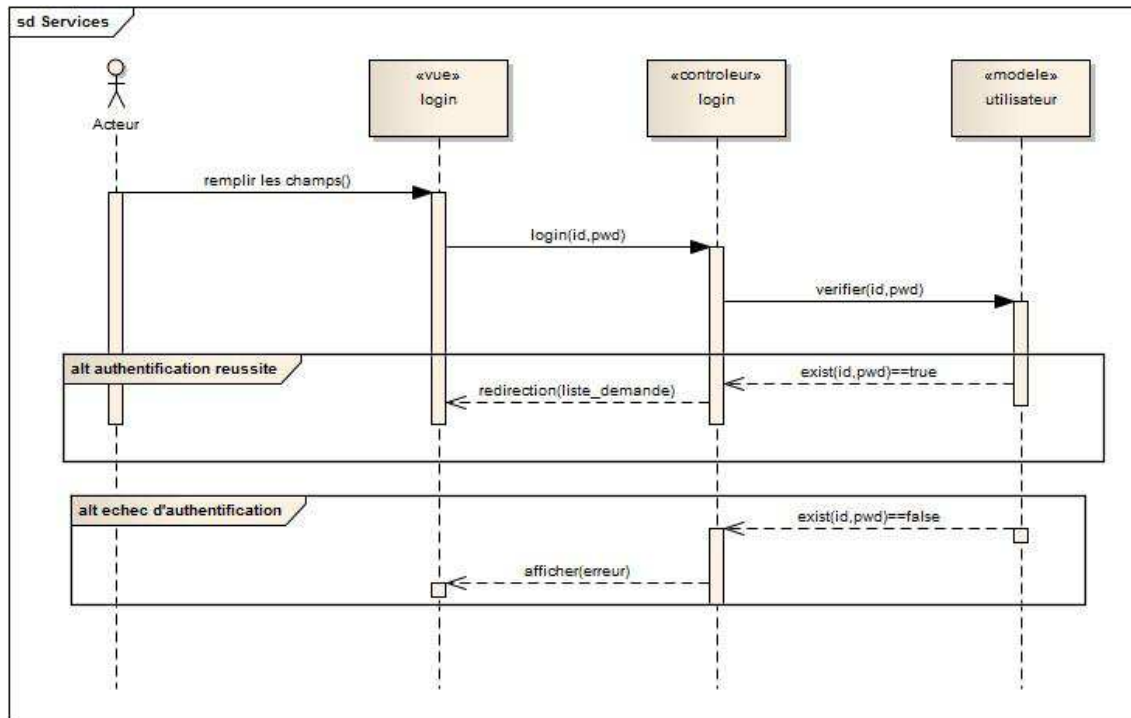 sd Services
Acteur
«vue»
login
«controleur»
login
«modele»
utilisateur
remplir les champs()
login(id,pwd)
verifier(id,pwd)
alt authentification reussite
exist(id,pwd)==true
redirection(liste_demande)
alt echec d'authentification
exist(id,pwd)==false
afficher(erreur)